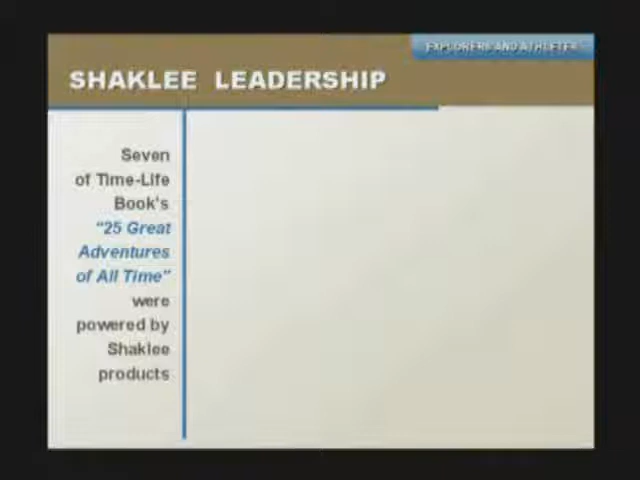 EXPLORERS AND ATHLETES
SHAKLEE LEADERSHIP
Seven
of Time-Life
Book's
"25 Great
Adventures
of All Time"
were
powered by
Shaklee
products